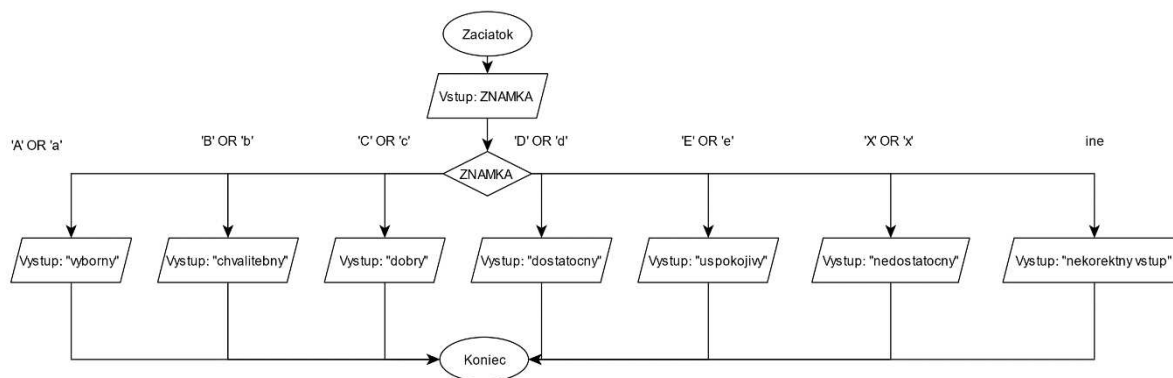 Zaciatok
Vstup: ZNAMKA
'A' OR 'a'
'B' OR 'b'
'C' OR 'c'
'D' OR 'd'
'E' OR 'e'
'X' OR 'x'
ine
ZNAMKA
Vystup: "vyborny"
Vystup: "chvalitebny"
Vystup: "dobry"
Vystup: "dostatocny"
Vystup: "uspokojivy"
Vystup: "nedostatocny"
Vystup: "nekorektny vstup"
Koniec